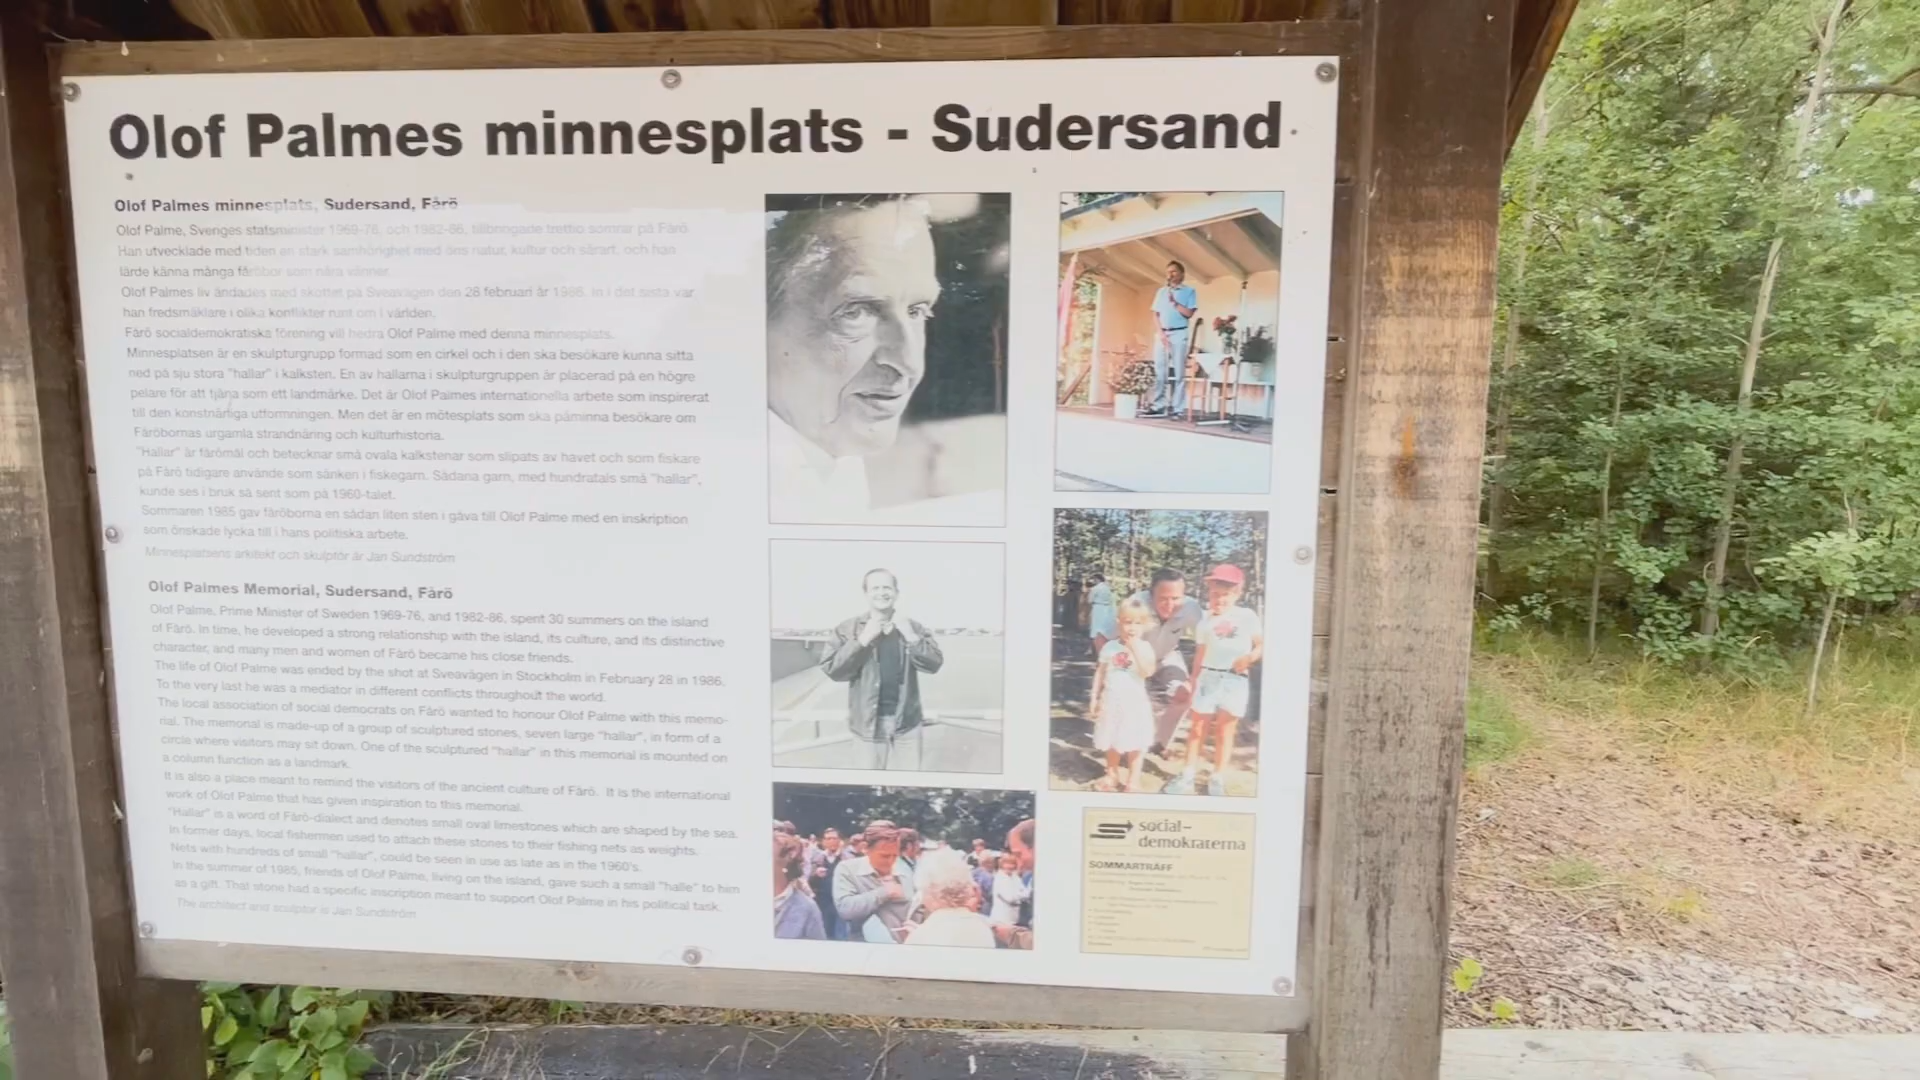 Olof Palmes minnesplats - Sudersand
Olof Palmes minnesplats, Sudersand, Fårö
Olof Palme, Sveriges statsminister 1969-76, och 1982-86, tillbringade trettio somrar på Fårö.
Han utvecklade med tiden en stark samhörighet med öns natur, kultur och särart, och han
lärde känna många fåröbor som nära vänner.
Olof Palmes liv ändades med skottet på Sveavägen den 28 februari år 1986. In i det sista var
han fredsmäklare i olika konflikter runt om i världen.
Fårö socialdemokratiska förening vill hedra Olof Palme med denna minnesplats.
Minnesplatsen är en skulpturgrupp formad som en cirkel och i den ska besökare kunna sitta
ned på sju stora "hallar" i kalksten. En av hallarna i skulpturgruppen är placerad på en högre
pelare för att tjäna som ett landmärke. Det är Olof Palmes internationella arbete som inspirerat
till den konstnärliga utformningen. Men det är en mötesplats som ska påminna besökare om
Fåröbornas urgamla strandnäring och kulturhistoria.
"Hallar" är fårömål och betecknar små ovala kalkstenar som slipats av havet och som fiskare
på Fårö tidigare använde som sänken i fiskegarn. Sådana garn, med hundratals små "hallar",
kunde ses i bruk så sent som på 1960-talet.
Sommaren 1985 gav fåröborna en sådan liten sten i gåva till Olof Palme med en inskription
som önskade lycka till i hans politiska arbete.
Minnesplatsens arkitekt och skulptör är Jan Sundström
Olof Palmes Memorial, Sudersand, Fårö
Olof Palme, Prime Minister of Sweden 1969-76, and 1982-86, spent 30 summers on the island
of Fårö. In time, he developed a strong relationship with the island, its culture, and its distinctive
character, and many men and women of Fårö became his close friends.
The life of Olof Palme was ended by the shot at Sveavägen in Stockholm in February 28 in 1986.
To the very last he was a mediator in different conflicts throughout the world.
The local association of social democrats on Fårö wanted to honour Olof Palme with this memo-
rial. The memorial is made-up of a group of sculptured stones, seven large "hallar", in form of a
circle where visitors may sit down. One of the sculptured "hallar" in this memorial is mounted on
a column function as a landmark.
It is also a place meant to remind the visitors of the ancient culture of Fårö. It is the international
work of Olof Palme that has given inspiration to this memorial.
"Hallar" is a word of Fårö-dialect and denotes small oval limestones which are shaped by the sea.
In former days, local fishermen used to attach these stones to their fishing nets as weights.
Nets with hundreds of small "hallar", could be seen in use as late as in the 1960's.
In the summer of 1985, friends of Olof Palme, living on the island, gave such a small "halle" to him
as a gift. That stone had a specific inscription meant to support Olof Palme in his political task.
The architect and sculptor is Jan Sundström
social-
demokraterna
SOMMARTRÄFF